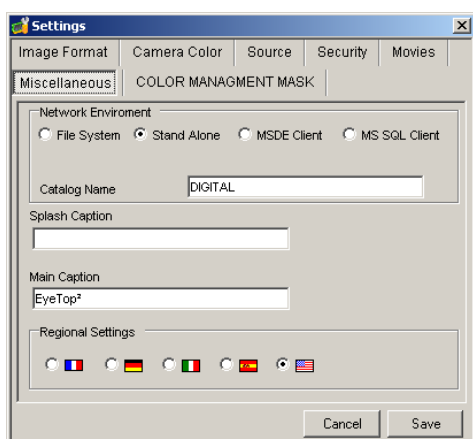 Settings
Image Format Camera Color Source Security Movies
Miscellaneous COLOR MANAGMENT MASK
Network Enviroment
File System Stand Alone MSDE Client MS SQL Client
Catalog Name DIGITAL
Splash Caption
Main Caption
EyeTop²
Regional Settings
Cancel Save